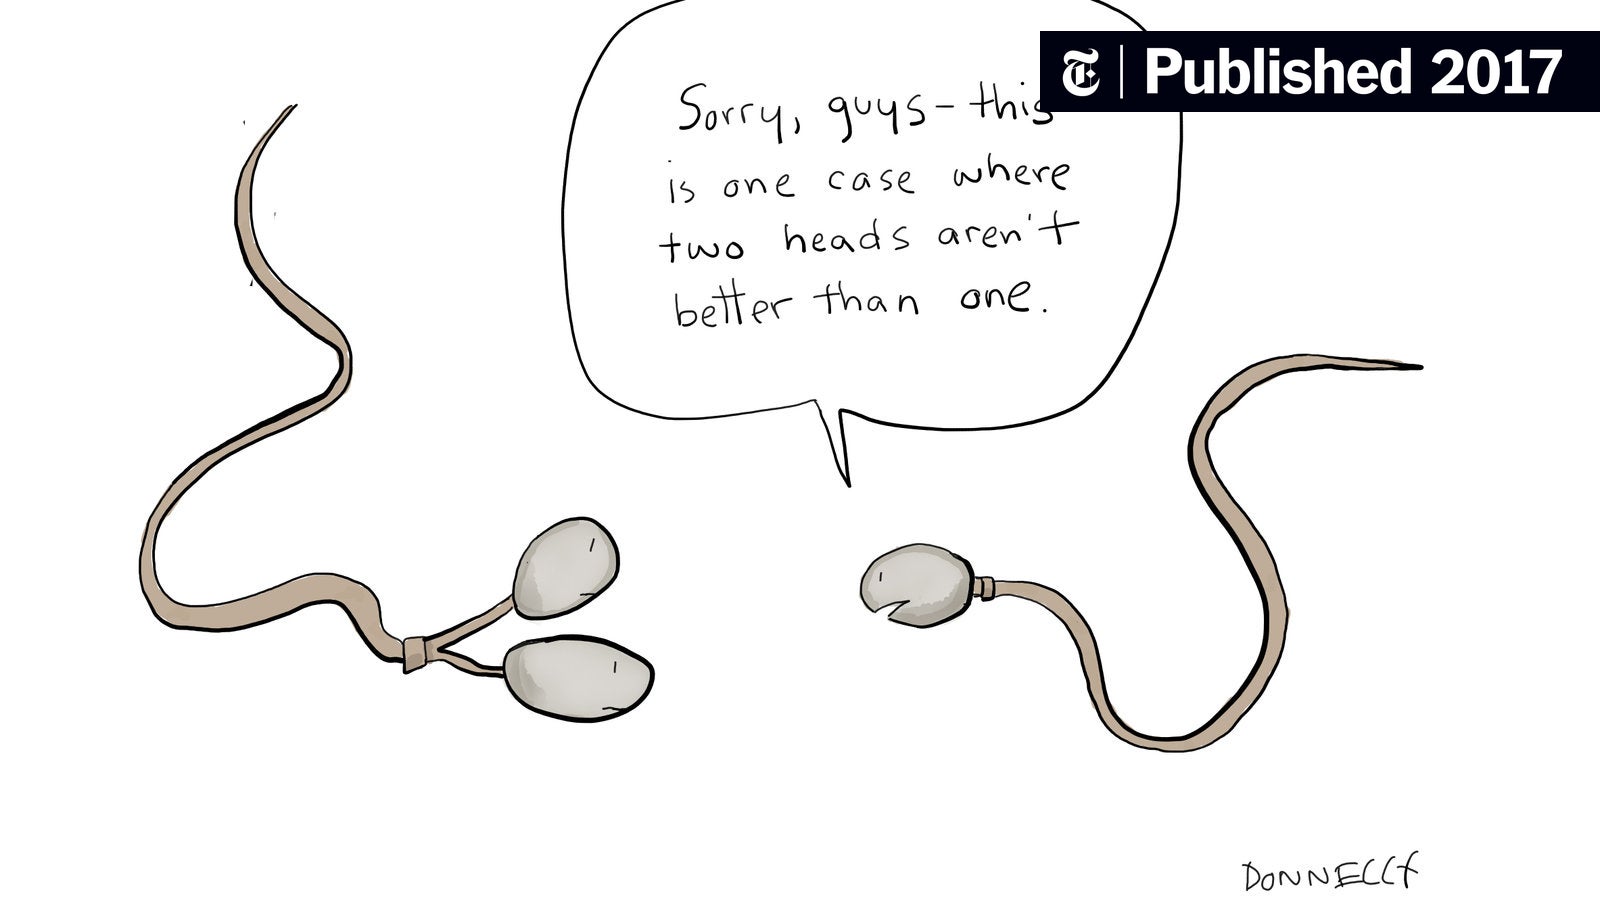 Published 2017
Sorry, guys - this
is one case where
two heads aren't
better than one.
DONNELLY